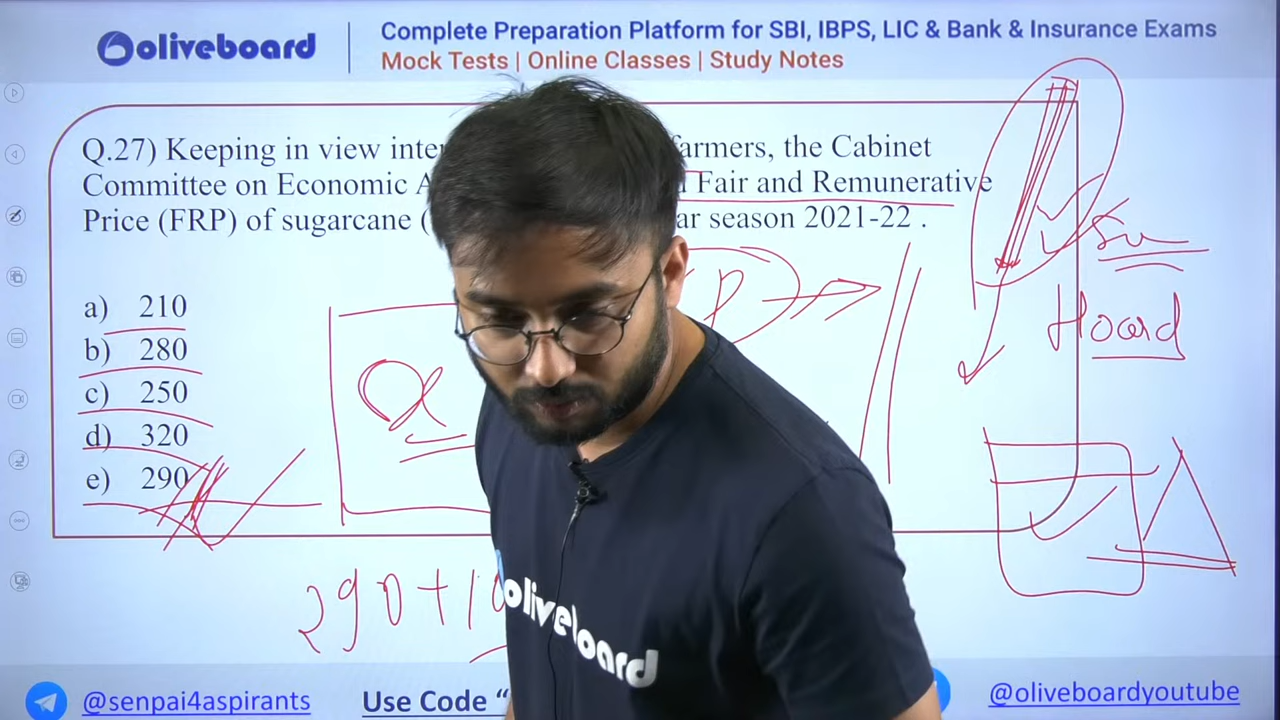 oliveboard
Complete Preparation Platform for SBI, IBPS, LIC & Bank & Insurance Exams
Mock Tests | Online Classes | Study Notes
Q.27) Keeping in view inter farmers, the Cabinet
Committee on Economic A Fair and Remunerative
Price (FRP) of sugarcane ( ar season 2021-22 .
a) 210
b) 280
c) 250
d) 320
e) 290
P
Hoard
290+10
oliveboard
@senpai4aspirants
Use Code “
@oliveboardyoutube